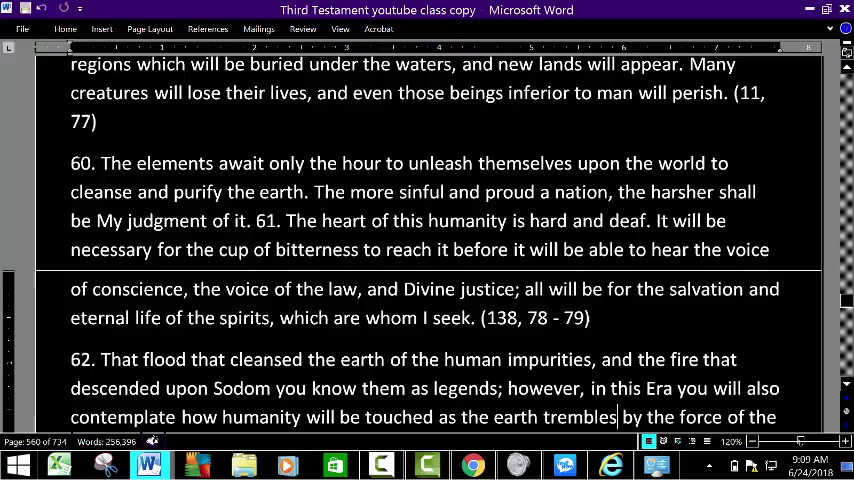 Third Testament youtube class copy - Microsoft Word
File Home Insert Page Layout References Mailings Review View Acrobat
1 2 3 4 5 6 7 8
regions which will be buried under the waters, and new lands will appear. Many
creatures will lose their lives, and even those beings inferior to man will perish. (11,
77)
60. The elements await only the hour to unleash themselves upon the world to
cleanse and purify the earth. The more sinful and proud a nation, the harsher shall
be My judgment of it. 61. The heart of this humanity is hard and deaf. It will be
necessary for the cup of bitterness to reach it before it will be able to hear the voice
of conscience, the voice of the law, and Divine justice; all will be for the salvation and
eternal life of the spirits, which are whom I seek. (138, 78 - 79)
62. That flood that cleansed the earth of the human impurities, and the fire that
descended upon Sodom you know them as legends; however, in this Era you will also
contemplate how humanity will be touched as the earth trembles by the force of the
Page: 560 of 734 Words: 256,396 120%
9:09 AM
6/24/2018